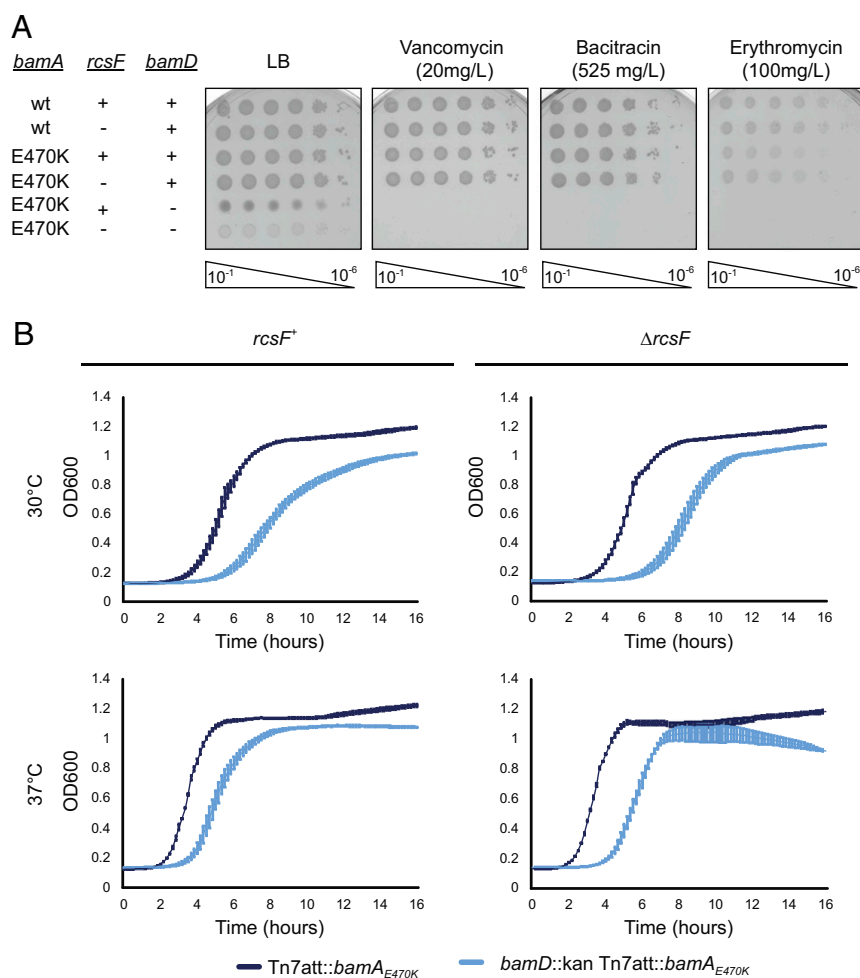 A
bamA rcsF bamD
LB
Vancomycin
(20mg/L)
Bacitracin
(525 mg/L)
Erythromycin
(100mg/L)
wt + +
wt - +
E470K + +
E470K - +
E470K + -
E470K - -
10-1 10-6
10-1 10-6
10-1 10-6
10-1 10-6
B
rcsF+
ΔrcsF
30°C
OD600
1.4
1.2
1
0.8
0.6
0.4
0.2
0
0 2 4 6 8 10 12 14 16
Time (hours)
OD600
1.4
1.2
1
0.8
0.6
0.4
0.2
0
0 2 4 6 8 10 12 14 16
Time (hours)
37°C
OD600
1.4
1.2
1
0.8
0.6
0.4
0.2
0
0 2 4 6 8 10 12 14 16
Time (hours)
OD600
1.4
1.2
1
0.8
0.6
0.4
0.2
0
0 2 4 6 8 10 12 14 16
Time (hours)
Tn7att::bamAE470K
bamD::kan Tn7att::bamAE470K